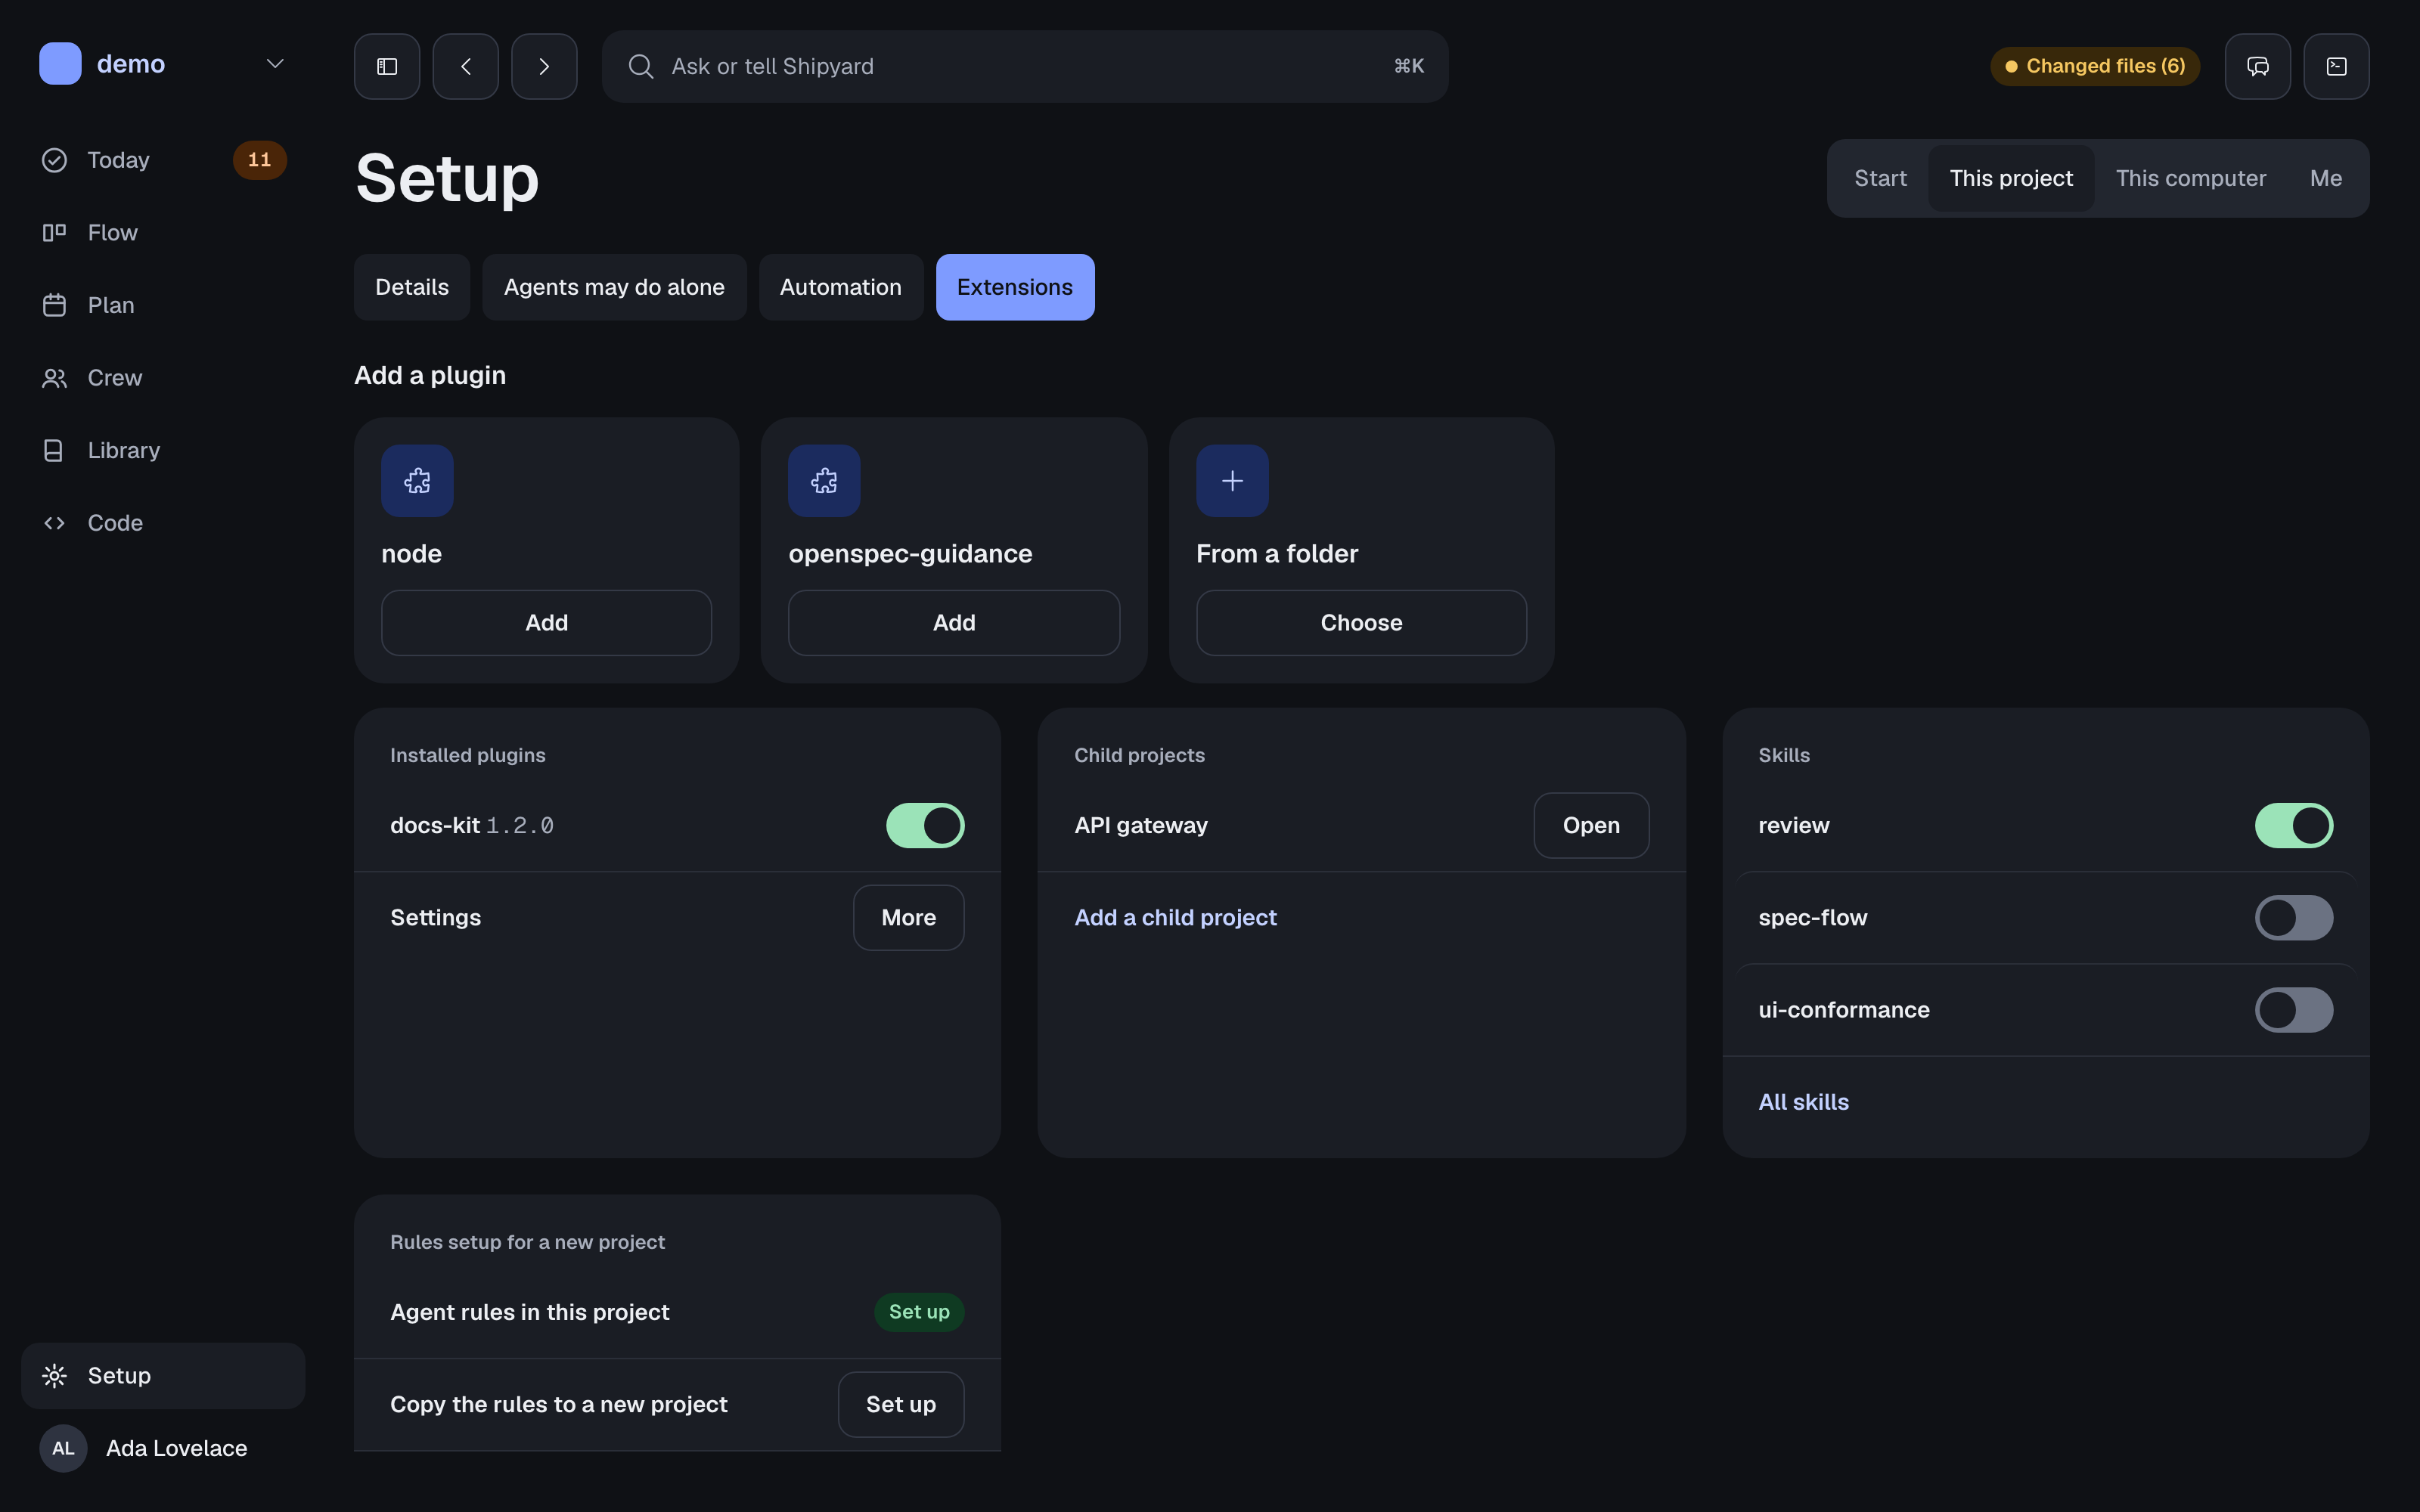 demo
Ask or tell Shipyard
⌘K
Changed files (6)
Today
11
Flow
Plan
Crew
Library
Code
Setup
Start
This project
This computer
Me
Details
Agents may do alone
Automation
Extensions
Add a plugin
node
Add
openspec-guidance
Add
From a folder
Choose
Installed plugins
docs-kit 1.2.0
Settings
More
Child projects
API gateway
Open
Add a child project
Skills
review
spec-flow
ui-conformance
All skills
Rules setup for a new project
Agent rules in this project
Set up
Copy the rules to a new project
Set up
Setup
AL
Ada Lovelace